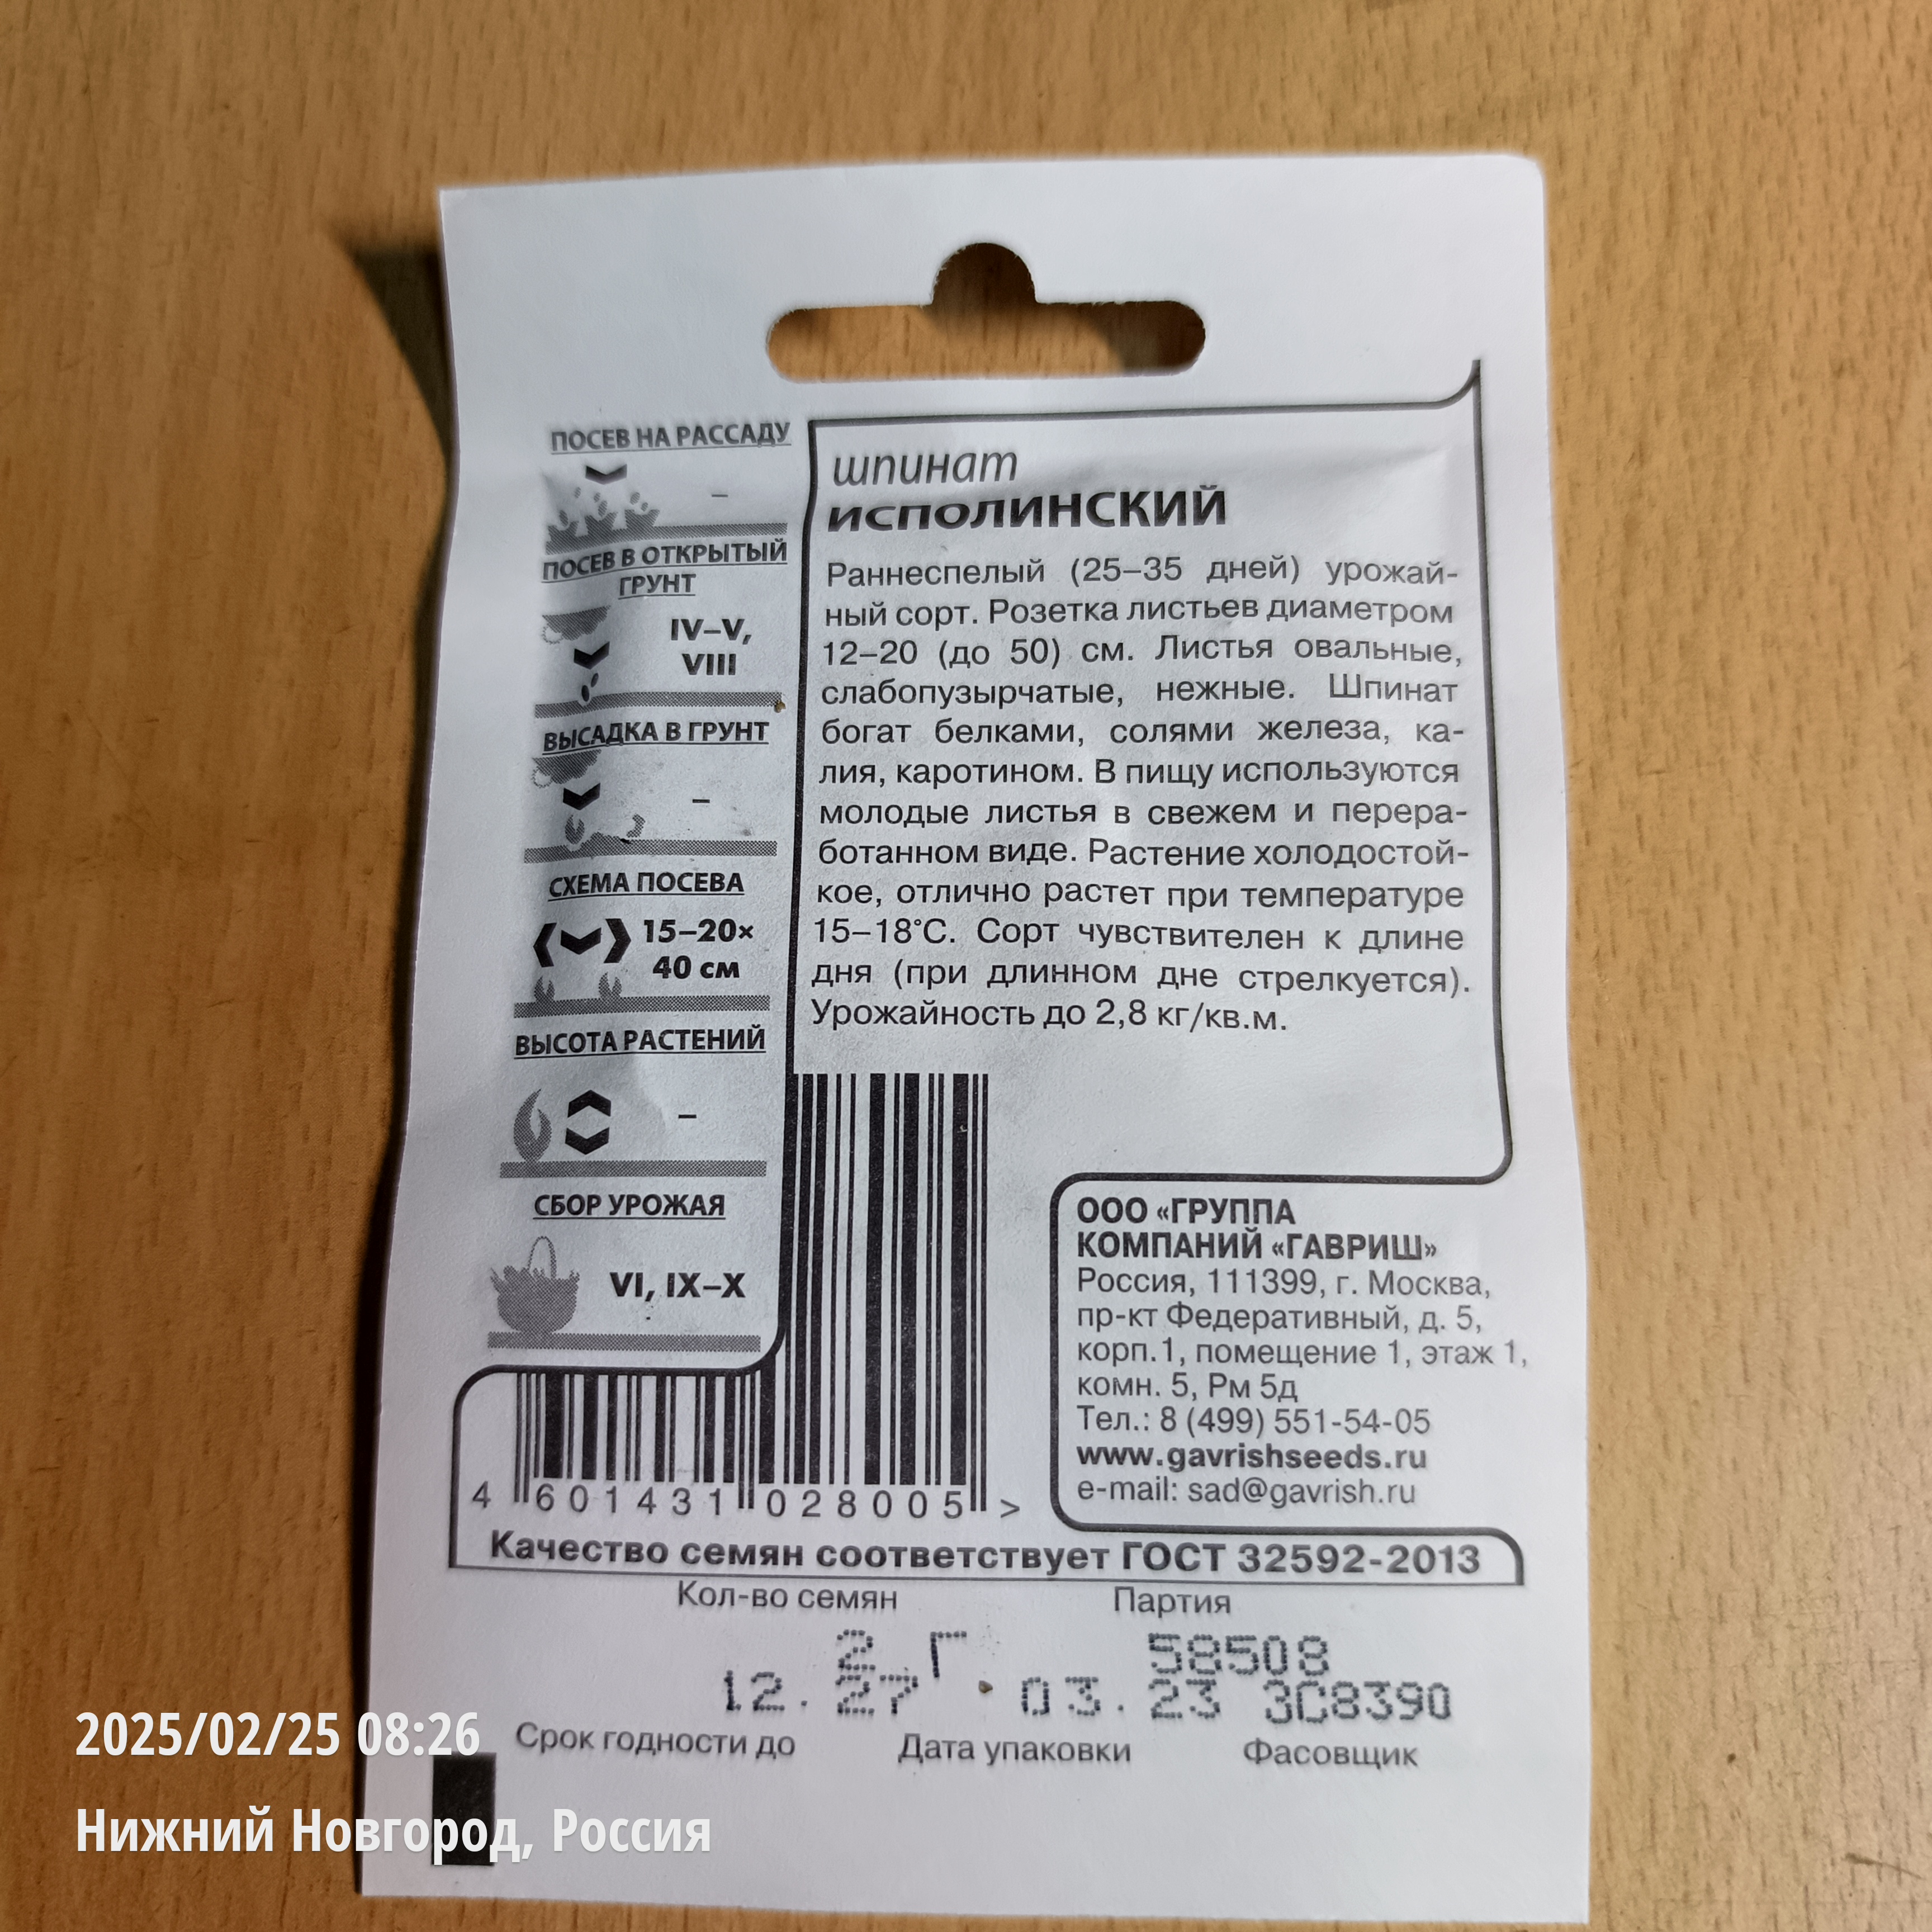 ПОСЕВ НА РАССАДУ
–
ПОСЕВ В ОТКРЫТЫЙ
ГРУНТ
IV–V,
VIII
ВЫСАДКА В ГРУНТ
–
СХЕМА ПОСЕВА
15–20×
40 см
ВЫСОТА РАСТЕНИЙ
–
СБОР УРОЖАЯ
VI, IX–X
шпинат
ИСПОЛИНСКИЙ
Раннеспелый (25–35 дней) урожай-
ный сорт. Розетка листьев диаметром
12–20 (до 50) см. Листья овальные,
слабопузырчатые, нежные. Шпинат
богат белками, солями железа, ка-
лия, каротином. В пищу используются
молодые листья в свежем и перера-
ботанном виде. Растение холодостой-
кое, отлично растет при температуре
15–18°С. Сорт чувствителен к длине
дня (при длинном дне стрелкуется).
Урожайность до 2,8 кг/кв.м.
ООО «ГРУППА
КОМПАНИЙ «ГАВРИШ»
Россия, 111399, г. Москва,
пр-кт Федеративный, д. 5,
корп.1, помещение 1, этаж 1,
комн. 5, Рм 5д
Тел.: 8 (499) 551-54-05
www.gavrishseeds.ru
e-mail: sad@gavrish.ru
4 601431 028005 >
Качество семян соответствует ГОСТ 32592-2013
Кол-во семян Партия
2 Г 58508
12.27 03.23 3С8390
Срок годности до Дата упаковки Фасовщик
2025/02/25 08:26
Нижний Новгород, Россия